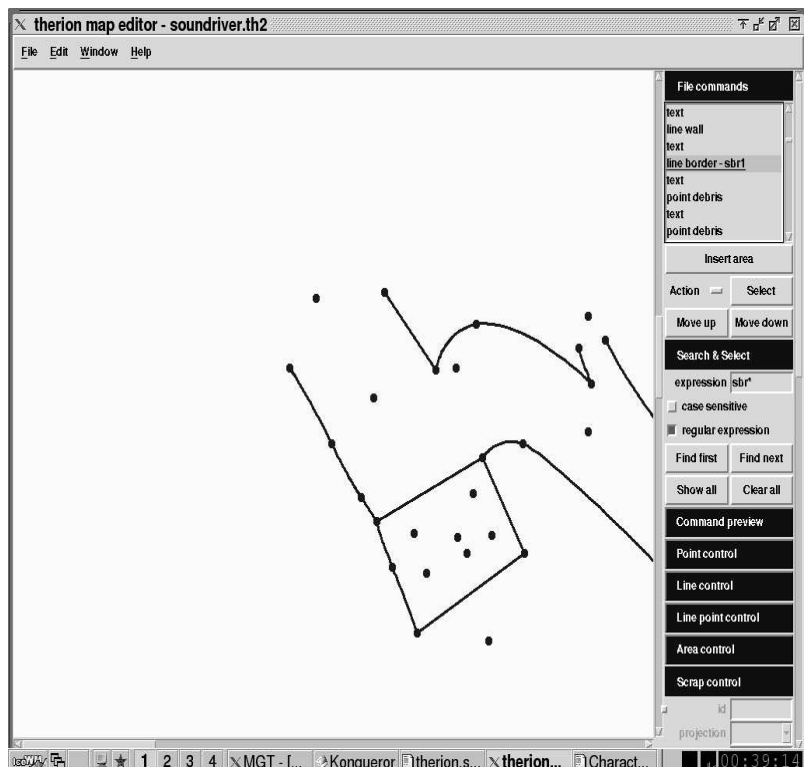 therion map editor - soundriver.th2
File Edit Window Help
File commands
text
line wall
text
line border - sbr1
text
point debris
text
point debris
Insert area
Action Select
Move up Move down
Search & Select
expression sbr*
case sensitive
regular expression
Find first Find next
Show all Clear all
Command preview
Point control
Line control
Line point control
Area control
Scrap control
id
projection
1 2 3 4 MGT - [... Konqueror therion.s... therion... Charact... 00:39:14